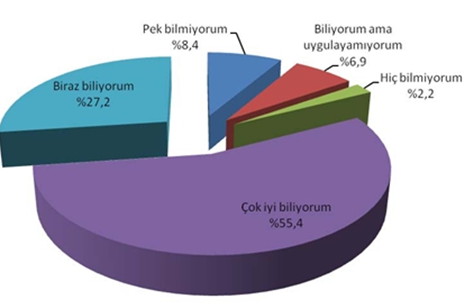 Pek bilmiyorum
%8,4
Biliyorum ama
uygulayamıyorum
%6,9
Hiç bilmiyorum
%2,2
Biraz biliyorum
%27,2
Çok iyi biliyorum
%55,4